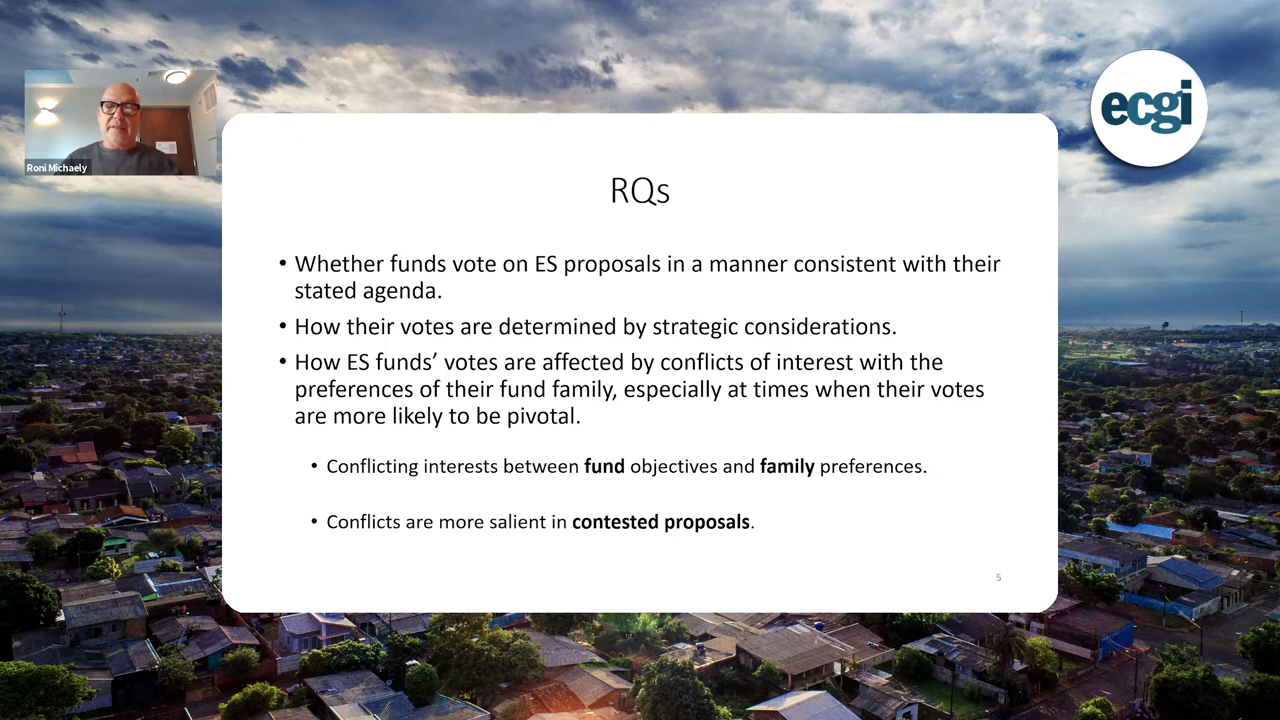 ecgi
Roni Michaely
RQs
• Whether funds vote on ES proposals in a manner consistent with their
stated agenda.
• How their votes are determined by strategic considerations.
• How ES funds’ votes are affected by conflicts of interest with the
preferences of their fund family, especially at times when their votes
are more likely to be pivotal.
• Conflicting interests between fund objectives and family preferences.
• Conflicts are more salient in contested proposals.
5